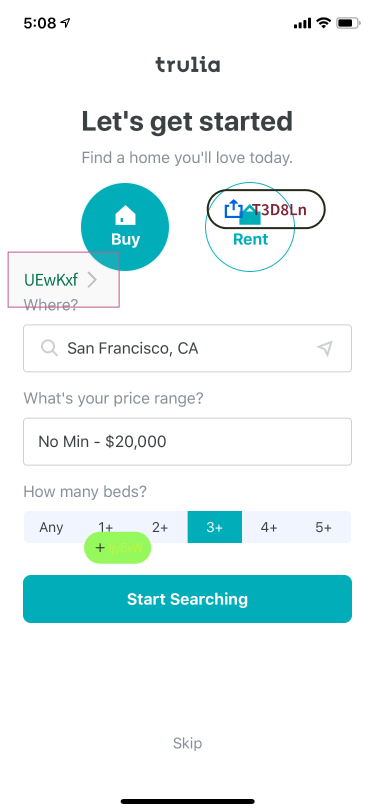 5:08
trulia
Let's get started
Find a home you'll love today.
T3D8Ln
Buy
Rent
UEwKxf
Where?
San Francisco, CA
What's your price range?
No Min - $20,000
How many beds?
Any 1+ 2+ 3+ 4+ 5+
Start Searching
Skip